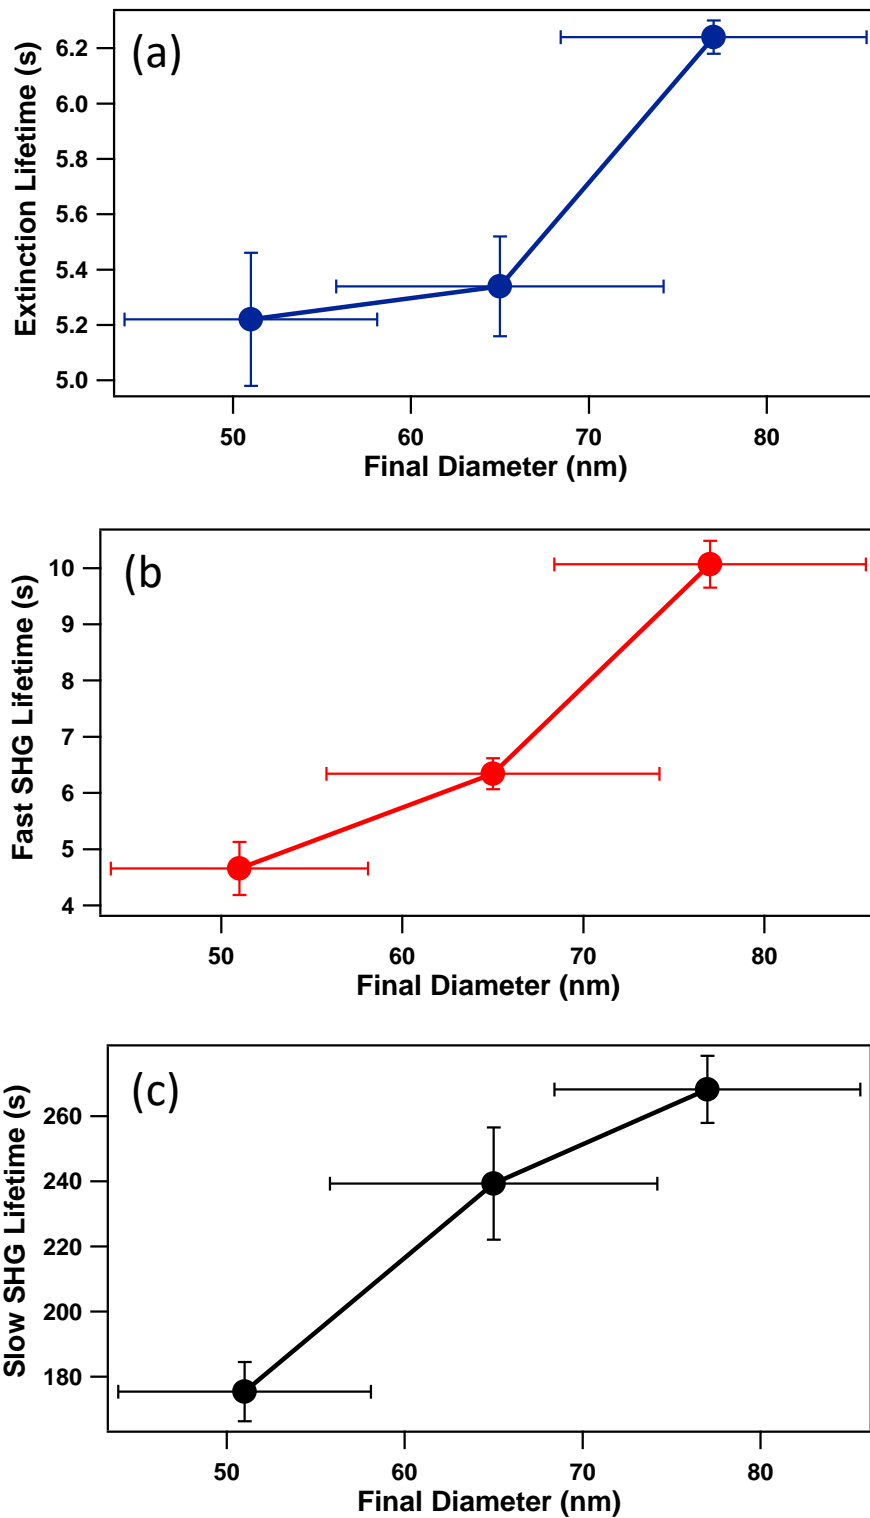 (a)
Extinction Lifetime (s)
6.2
6.0
5.8
5.6
5.4
5.2
5.0
50 60 70 80
Final Diameter (nm)
(b
Fast SHG Lifetime (s)
10
9
8
7
6
5
4
50 60 70 80
Final Diameter (nm)
(c)
Slow SHG Lifetime (s)
260
240
220
200
180
50 60 70 80
Final Diameter (nm)